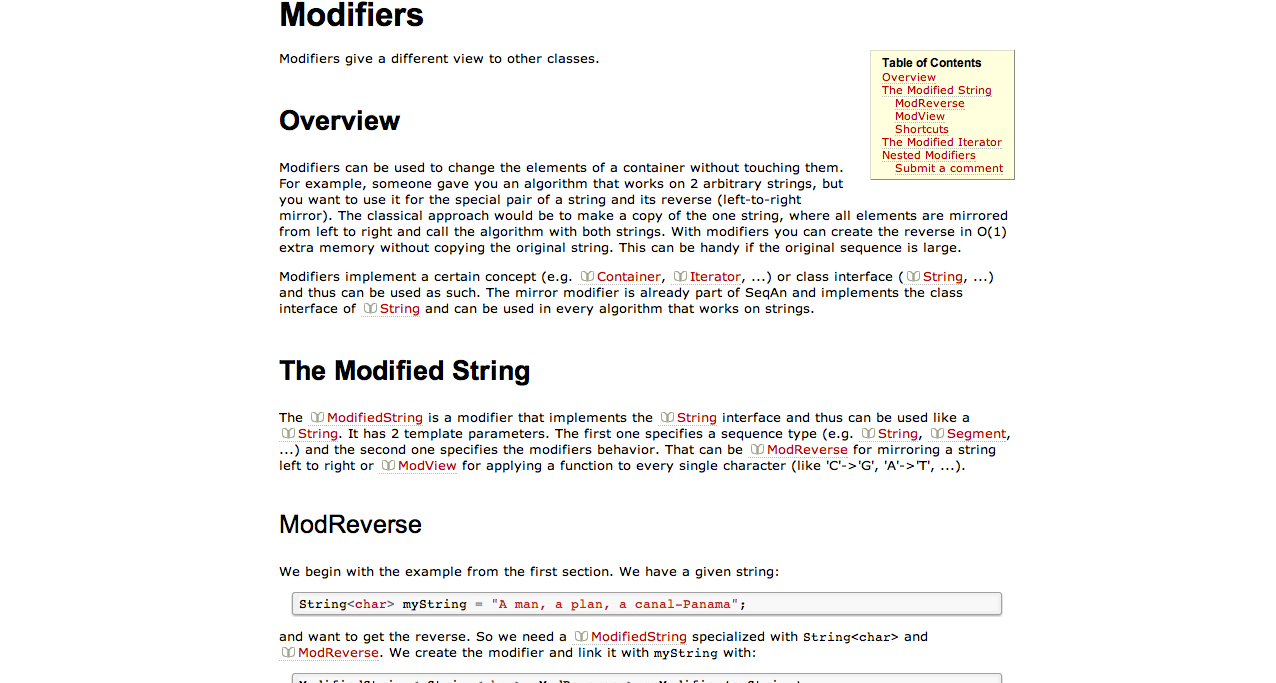 Modifiers
Modifiers give a different view to other classes.
Table of Contents
Overview
The Modified String
ModReverse
ModView
Shortcuts
The Modified Iterator
Nested Modifiers
Submit a comment
Overview
Modifiers can be used to change the elements of a container without touching them.
For example, someone gave you an algorithm that works on 2 arbitrary strings, but
you want to use it for the special pair of a string and its reverse (left-to-right
mirror). The classical approach would be to make a copy of the one string, where all elements are mirrored
from left to right and call the algorithm with both strings. With modifiers you can create the reverse in O(1)
extra memory without copying the original string. This can be handy if the original sequence is large.
Modifiers implement a certain concept (e.g. Container, Iterator, ...) or class interface (String, ...)
and thus can be used as such. The mirror modifier is already part of SeqAn and implements the class
interface of String and can be used in every algorithm that works on strings.
The Modified String
The ModifiedString is a modifier that implements the String interface and thus can be used like a
String. It has 2 template parameters. The first one specifies a sequence type (e.g. String, Segment,
...) and the second one specifies the modifiers behavior. That can be ModReverse for mirroring a string
left to right or ModView for applying a function to every single character (like 'C'->'G', 'A'->'T', ...).
ModReverse
We begin with the example from the first section. We have a given string:
String<char> myString = "A man, a plan, a canal-Panama";
and want to get the reverse. So we need a ModifiedString specialized with String<char> and
ModReverse. We create the modifier and link it with myString with: